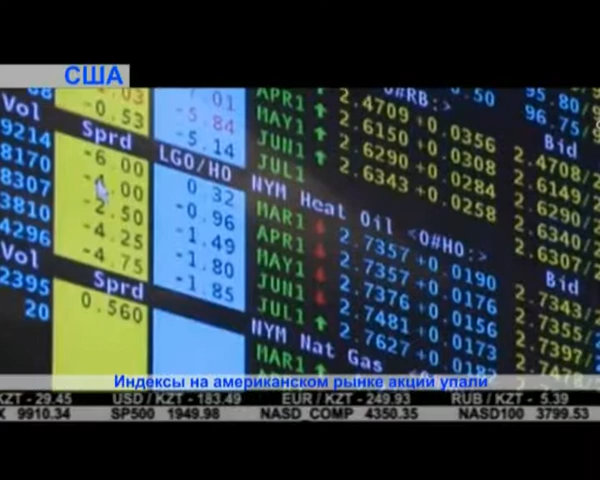 США
-0.53 -5.84 APR1 2.4709 +0.0356
Vol -5.14 MAY1 2.6150 +0.0308 2.4708/
9214 Sprd JUN1 2.6290 +0.0284 2.6149/
8170 -6.00 LGO/HO JUL1 2.6343 +0.0258 2.6290/
8307 .00 0.32 NYM Heat Oil <0#HO:> 2.6340/
3810 -2.50 -0.96 MAR1 2.7357 +0.0190 2.6307/
4296 -4.25 -1.49 APR1 2.7357 +0.0176 Bid
Vol -4.75 -1.80 MAY1 2.7376 +0.0156 2.7343/
2395 Sprd -1.85 JUN1 2.7481 +0.0173 2.7355/
20 0.560 JUL1 2.7627 2.7397
NYM Nat Gas
MAR1
Индексы на американском рынке акций упали
KZT - 29.45 USD / KZT - 183.49 EUR / KZT - 249.93 RUB / KZT - 5.39
X 9910.34 SP500 1949.98 NASD_COMP 4350.35 NASD100 3799.53